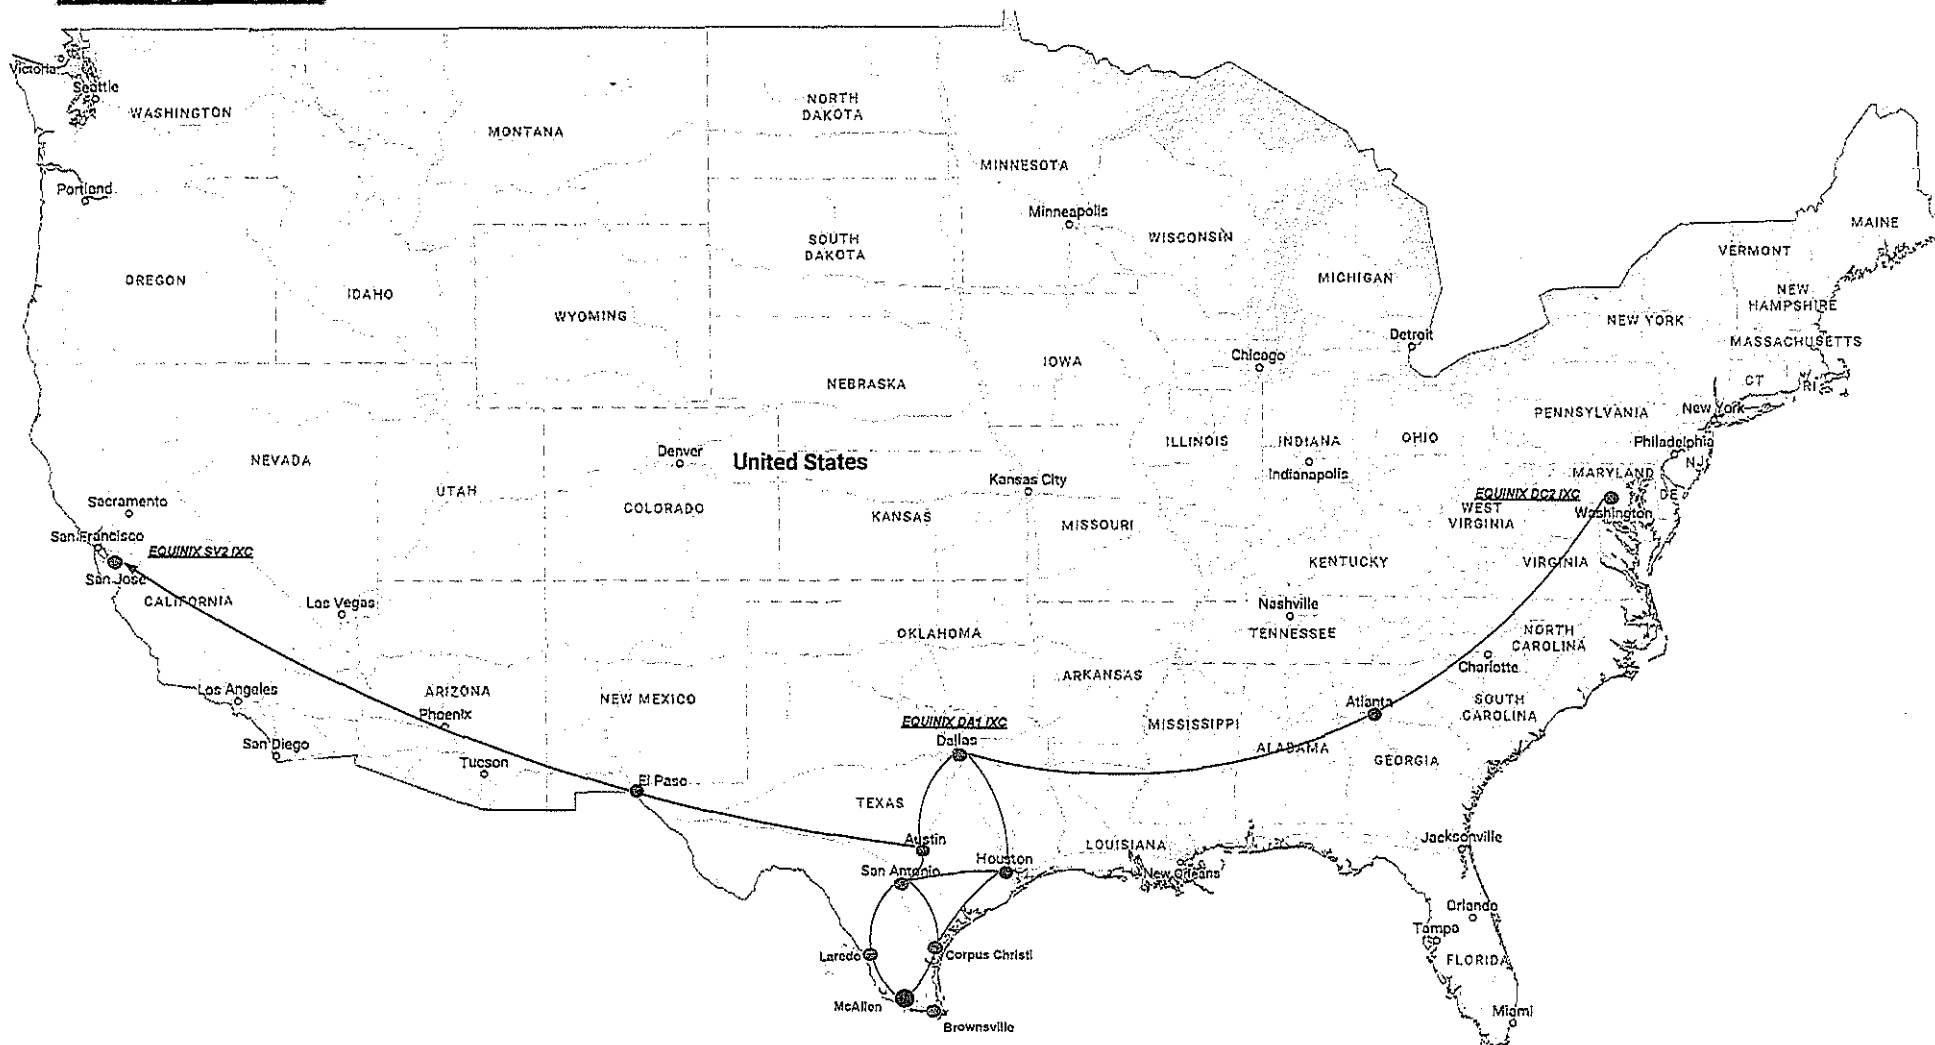 Victoria
Seattle
WASHINGTON
MONTANA
NORTH
DAKOTA
MINNESOTA
Portland
Minneapolis
OREGON
IDAHO
SOUTH
DAKOTA
WISCONSIN
MICHIGAN
MAINE
VERMONT
NEW
HAMPSHIRE
WYOMING
NEW YORK
MASSACHUSETTS
Detroit
Chicago
IOWA
NEBRASKA
CT
RI
New York
PENNSYLVANIA
ILLINOIS
INDIANA
OHIO
Philadelphia
NJ
NEVADA
Denver
United States
Indianapolis
MARYLAND
Kansas City
UTAH
COLORADO
KANSAS
MISSOURI
EQUINIX DC2 IXC
DE
WEST
VIRGINIA
Washington
Sacramento
San Francisco
EQUINIX SV2 IXC
San Jose
CALIFORNIA
KENTUCKY
VIRGINIA
Las Vegas
Nashville
TENNESSEE
OKLAHOMA
NORTH
CAROLINA
Charlotte
ARKANSAS
Los Angeles
ARIZONA
Phoenix
NEW MEXICO
Atlanta
SOUTH
CAROLINA
EQUINIX DA1 IXC
Dallas
MISSISSIPPI
ALABAMA
GEORGIA
San Diego
Tucson
El Paso
TEXAS
Austin
San Antonio
Houston
LOUISIANA
New Orleans
Jacksonville
Orlando
Tampa
FLORIDA
Laredo
Corpus Christi
McAllen
Brownsville
Miami